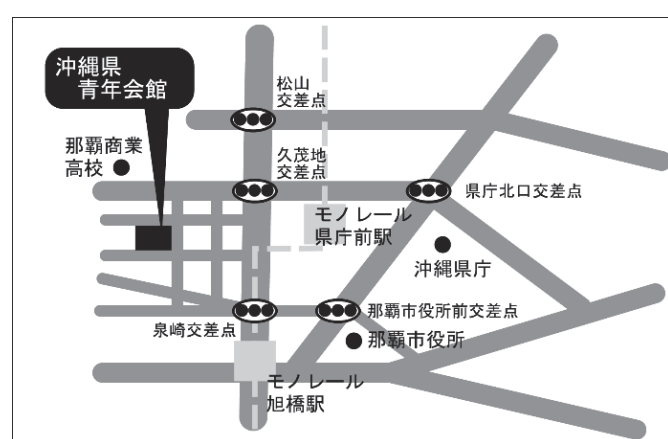 沖縄県
青年会館
松山
交差点
那覇商業
高校
久茂地
交差点
県庁北口交差点
モノレール
県庁前駅
沖縄県庁
那覇市役所前交差点
泉崎交差点
那覇市役所
モノレール
旭橋駅